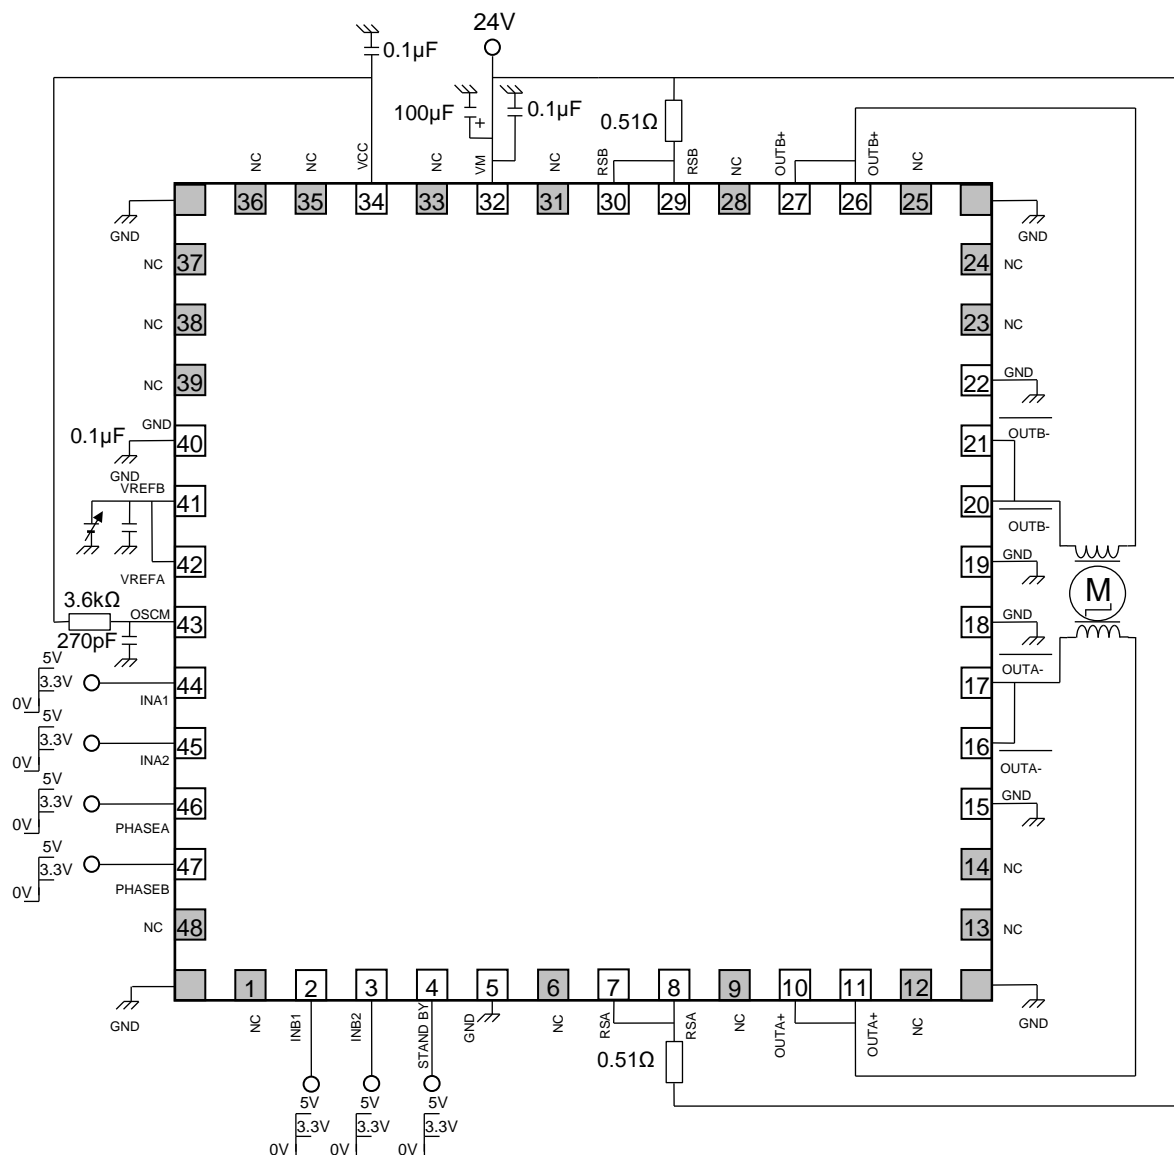 24V
0.1µF
100µF
0.1µF
0.51Ω
NC
NC
VCC
NC
VM
NC
RSB
RSB
NC
OUTB+
OUTB+
NC
36
35
34
33
32
31
30
29
28
27
26
25
GND
GND
NC
37
24
NC
NC
38
23
NC
NC
39
22
GND
GND
0.1µF
40
21
OUTB-
GND
VREFB
41
20
OUTB-
42
19
GND
VREFA
M
3.6kΩ
OSCM
43
18
GND
270pF
5V
3.3V
0V
INA1
44
17
OUTA-
5V
3.3V
0V
INA2
45
16
OUTA-
5V
3.3V
0V
PHASEA
46
15
GND
5V
3.3V
0V
PHASEB
47
14
NC
NC
48
13
NC
1
2
3
4
5
6
7
8
9
10
11
12
GND
GND
NC
INB1
INB2
STAND BY
GND
NC
RSA
RSA
NC
OUTA+
OUTA+
NC
0.51Ω
5V
5V
5V
3.3V
3.3V
3.3V
0V
0V
0V